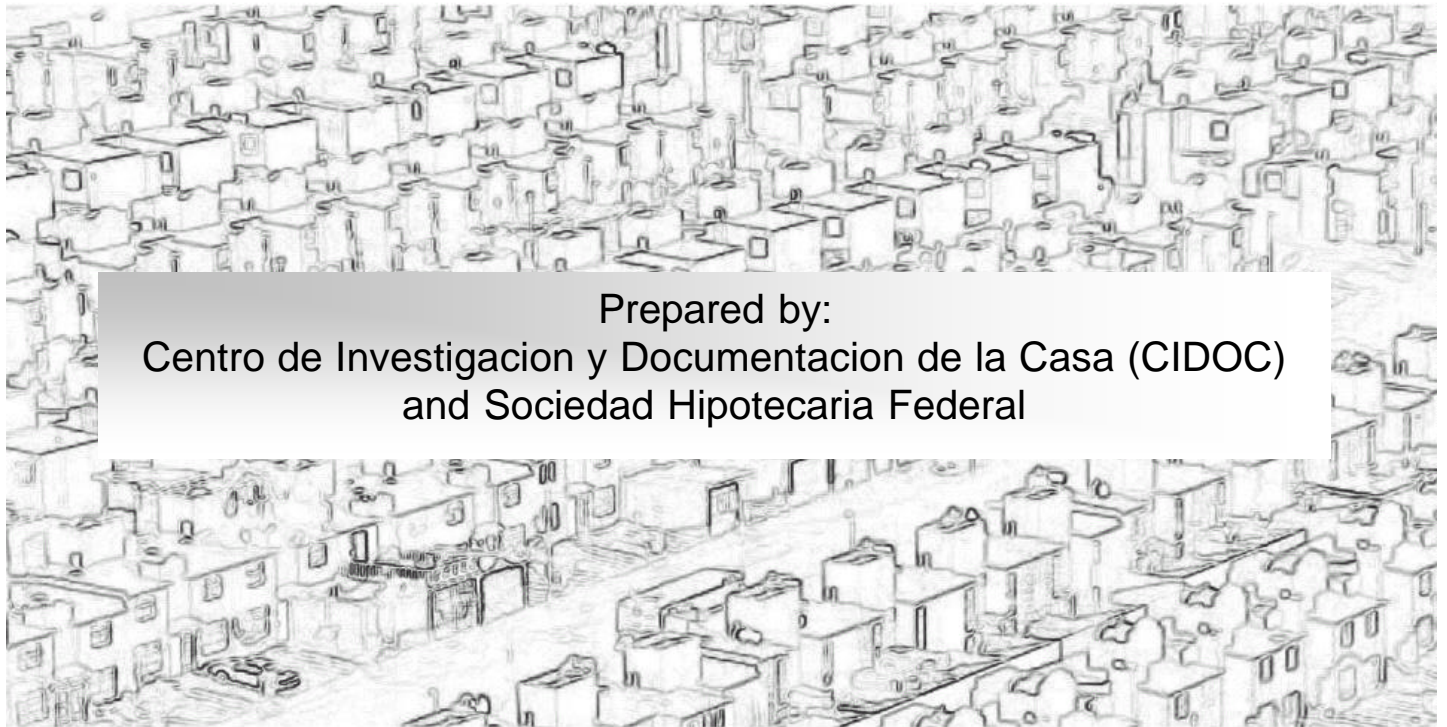 Prepared by:
Centro de Investigacion y Documentacion de la Casa (CIDOC)
and Sociedad Hipotecaria Federal